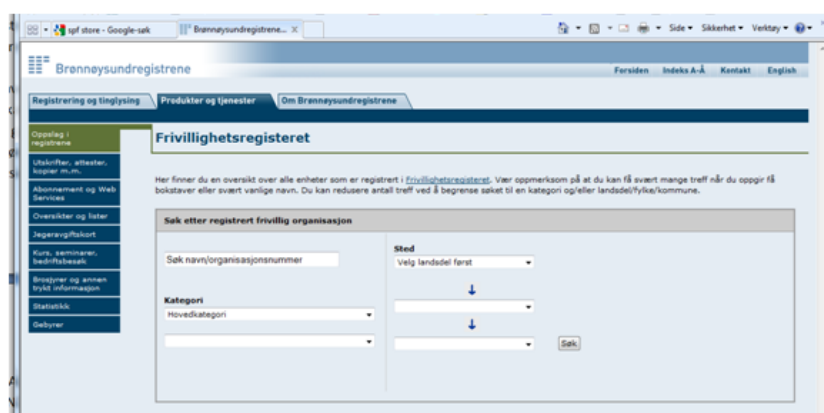 spf store - Google-søk
Brønnøysundregistrene...
Side
Sikkerhet
Verktøy
Brønnøysundregistrene
Forsiden
Indeks A-Å
Kontakt
English
Registrering og tinglysing
Produkter og tjenester
Om Brønnøysundregistrene
Oppslag i
registrene
Utskrifter, attester,
kopier m.m.
Abonnement og Web
Services
Oversikter og lister
Jegeravgiftskort
Kurs, seminarer,
bedriftsbesøk
Brosjyrer og annen
trykt informasjon
Statistikk
Gebyrer
Frivillighetsregisteret
Her finner du en oversikt over alle enheter som er registrert i Frivillighetsregisteret. Vær oppmerksom på at du kan få svært mange treff når du oppgir få
bokstaver eller svært vanlige navn. Du kan redusere antall treff ved å begrense søket til en kategori og/eller landsdel/fylke/kommune.
Søk etter registrert frivillig organisasjon
Søk navn/organisasjonsnummer
Kategori
Hovedkategori
Sted
Velg landsdel først
Søk